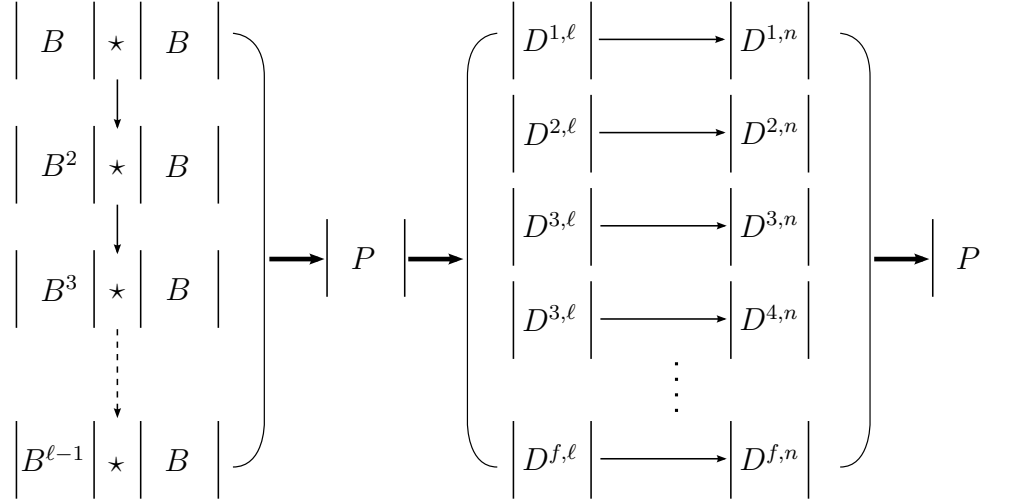 B ⋆ B
B² ⋆ B
B³ ⋆ B
B^{ℓ−1} ⋆ B
P
D^{1,ℓ} D^{1,n}
D^{2,ℓ} D^{2,n}
D^{3,ℓ} D^{3,n}
D^{3,ℓ} D^{4,n}
D^{f,ℓ} D^{f,n}
P